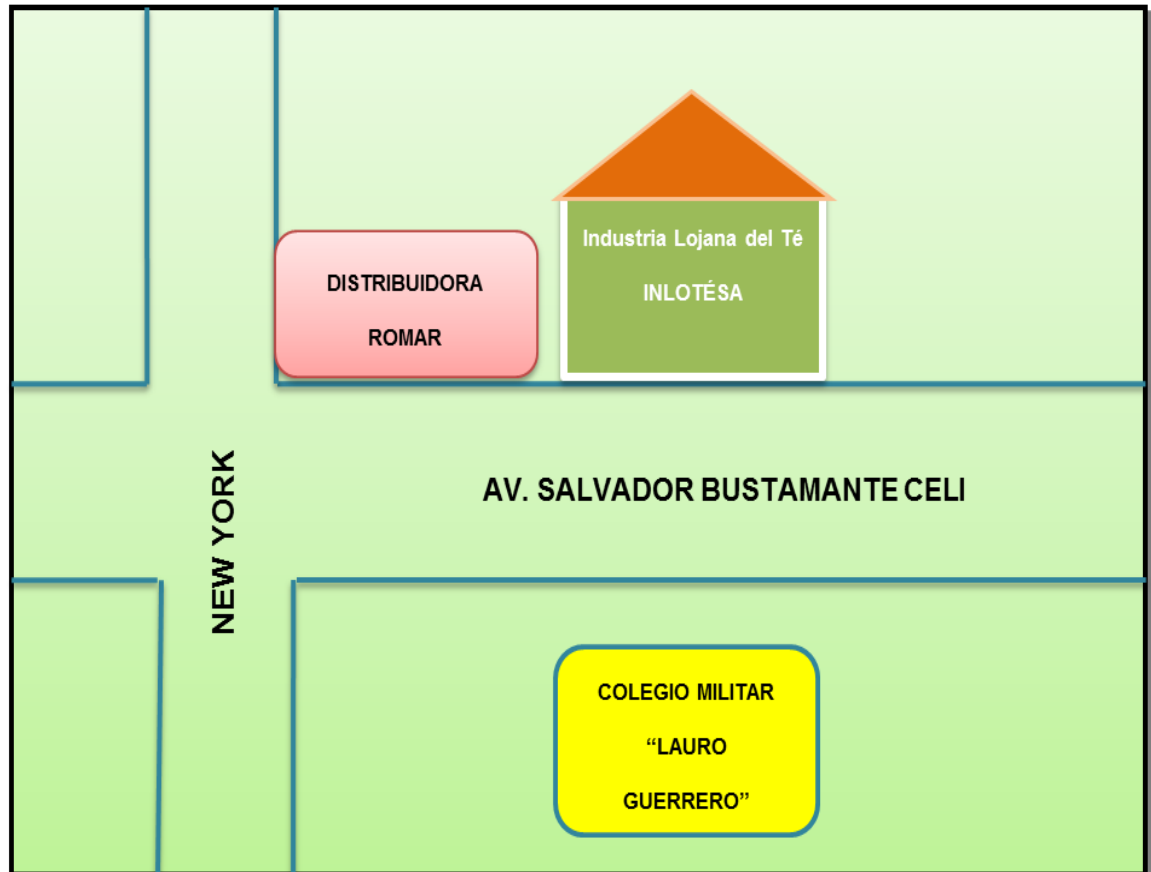 Industria Lojana del Té
INLOTÉSA
DISTRIBUIDORA
ROMAR
NEW YORK
AV. SALVADOR BUSTAMANTE CELI
COLEGIO MILITAR
“LAURO
GUERRERO”